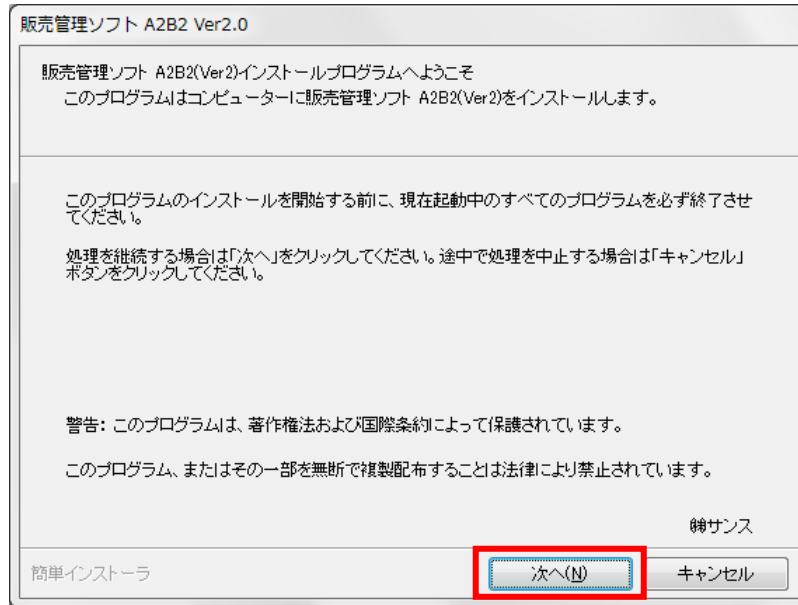 販売管理ソフト A2B2 Ver2.0
販売管理ソフト A2B2(Ver2)インストールプログラムへようこそ
このプログラムはコンピューターに販売管理ソフト A2B2(Ver2)をインストールします。
このプログラムのインストールを開始する前に、現在起動中のすべてのプログラムを必ず終了させ
てください。
処理を継続する場合は「次へ」をクリックしてください。途中で処理を中止する場合は「キャンセル」
ボタンをクリックしてください。
警告: このプログラムは、著作権法および国際条約によって保護されています。
このプログラム、またはその一部を無断で複製配布することは法律により禁止されています。
㈱サンス
簡単インストーラ
次へ(N)
キャンセル